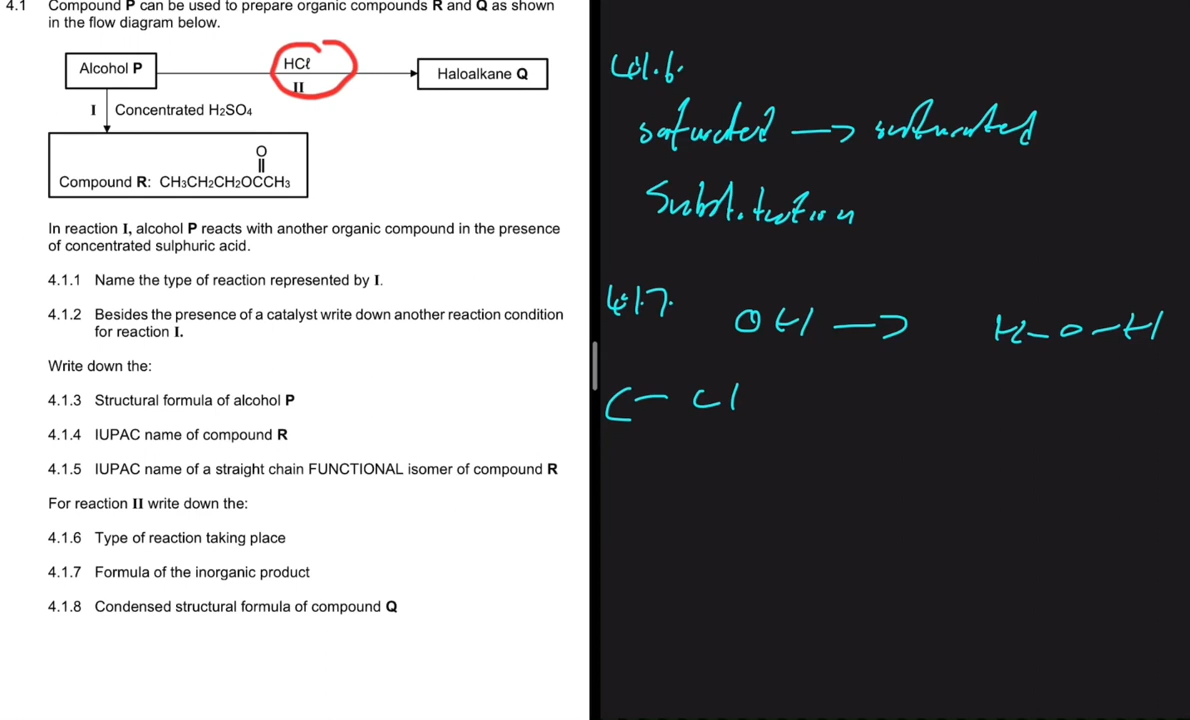 4.1 Compound P can be used to prepare organic compounds R and Q as shown
in the flow diagram below.
Alcohol P
HCℓ
II
Haloalkane Q
I Concentrated H₂SO₄
O
||
Compound R: CH₃CH₂CH₂OCCH₃
In reaction I, alcohol P reacts with another organic compound in the presence
of concentrated sulphuric acid.
4.1.1 Name the type of reaction represented by I.
4.1.2 Besides the presence of a catalyst write down another reaction condition
for reaction I.
Write down the:
4.1.3 Structural formula of alcohol P
4.1.4 IUPAC name of compound R
4.1.5 IUPAC name of a straight chain FUNCTIONAL isomer of compound R
For reaction II write down the:
4.1.6 Type of reaction taking place
4.1.7 Formula of the inorganic product
4.1.8 Condensed structural formula of compound Q
4.1.6.
saturated → saturated
Substitution
4.1.7.
OH → H-O-H
C-Cl